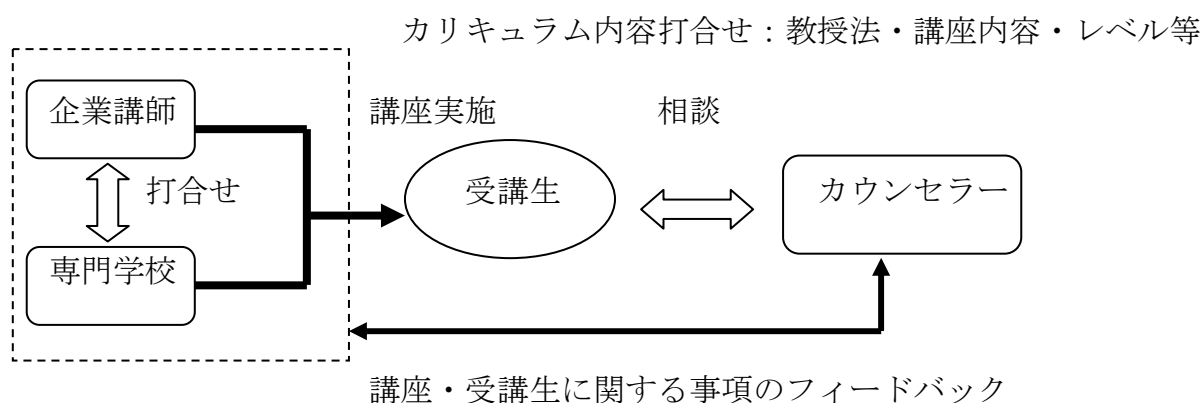 カリキュラム内容打合せ：教授法・講座内容・レベル等
企業講師
講座実施
相談
打合せ
受講生
カウンセラー
専門学校
講座・受講生に関する事項のフィードバック